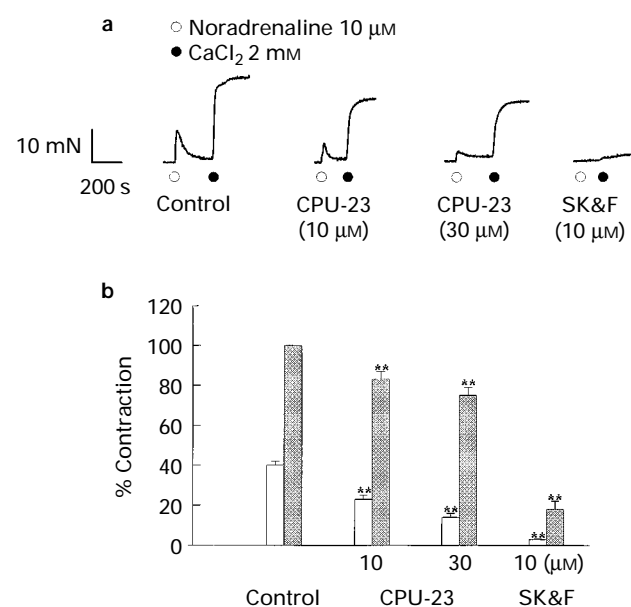 a
○ Noradrenaline 10 μM
● CaCl2 2 mM
10 mN
200 s
Control
CPU-23
(10 μM)
CPU-23
(30 μM)
SK&F
(10 μM)
b
120
100
80
60
40
20
0
% Contraction
**
**
**
**
**
**
10
30
10 (μM)
Control
CPU-23
SK&F